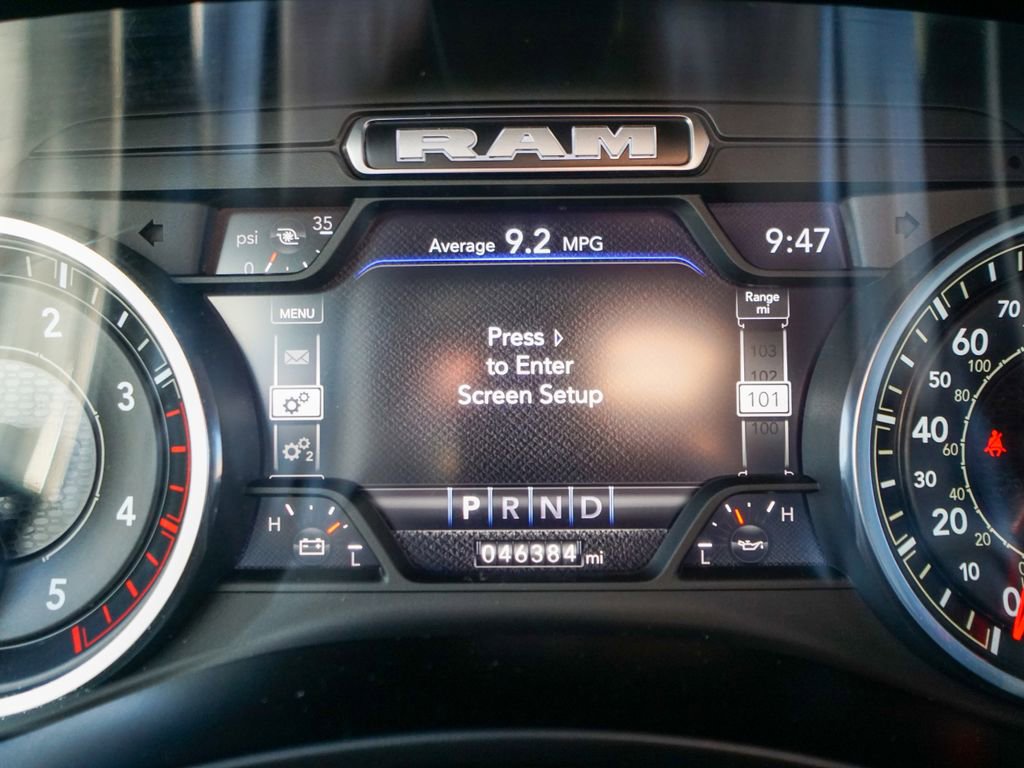 RAM
psi 35
0
Average 9.2 MPG
9:47
MENU
Press
to Enter
Screen Setup
2
Range
mi
103
102
101
100
P R N D
046384 mi
H
L
H
L
2
3
4
5
70
60
100
50
80
40
60
30
40
20
20
10
0